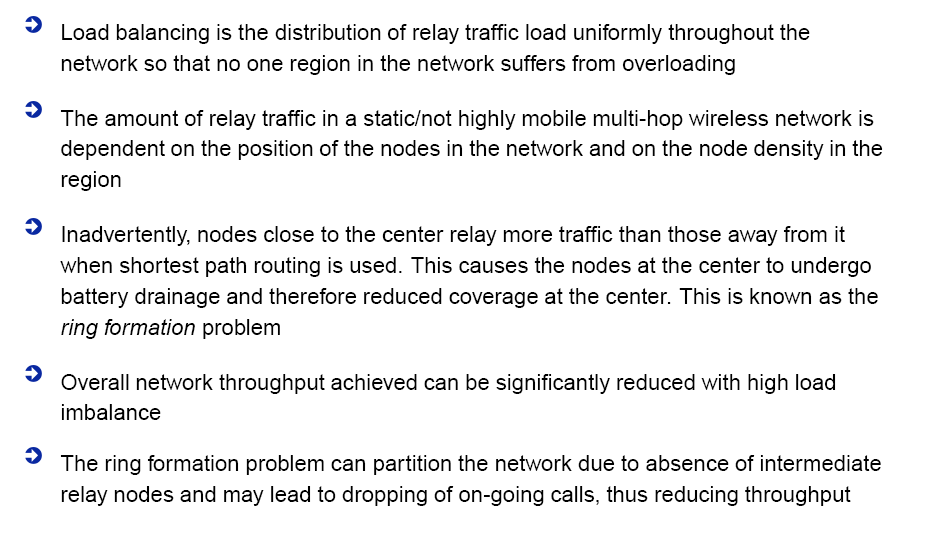 Load balancing is the distribution of relay traffic load uniformly throughout the
network so that no one region in the network suffers from overloading
The amount of relay traffic in a static/not highly mobile multi-hop wireless network is
dependent on the position of the nodes in the network and on the node density in the
region
Inadvertently, nodes close to the center relay more traffic than those away from it
when shortest path routing is used. This causes the nodes at the center to undergo
battery drainage and therefore reduced coverage at the center. This is known as the
ring formation problem
Overall network throughput achieved can be significantly reduced with high load
imbalance
The ring formation problem can partition the network due to absence of intermediate
relay nodes and may lead to dropping of on-going calls, thus reducing throughput